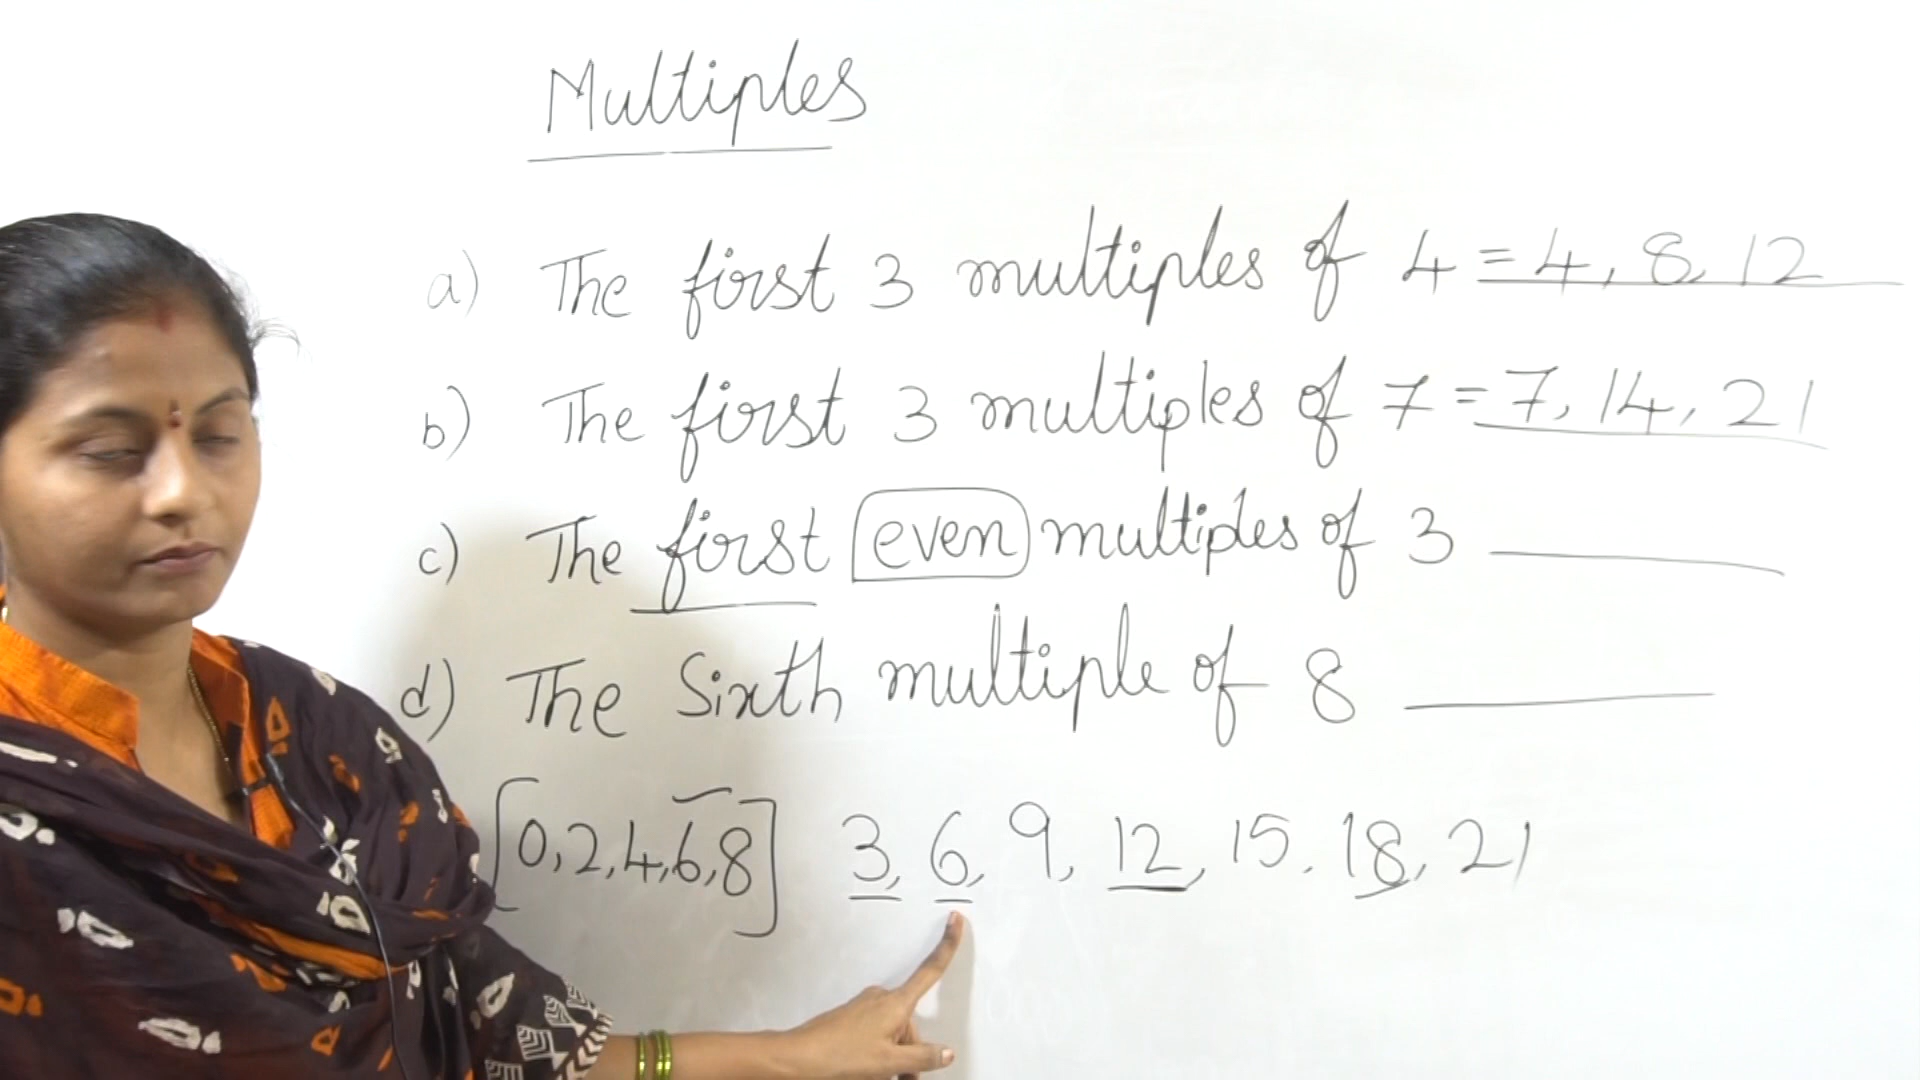 Multiples
a) The first 3 multiples of 4 = 4, 8, 12
b) The first 3 multiples of 7 = 7, 14, 21
c) The first even multiples of 3
d) The Sixth multiple of 8
[0,2,4,6,8] 3, 6, 9, 12, 15, 18, 21